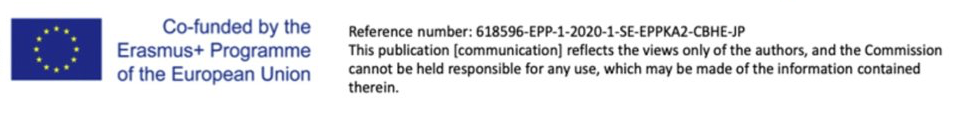 Co-funded by the
Erasmus+ Programme
of the European Union
Reference number: 618596-EPP-1-2020-1-SE-EPPKA2-CBHE-JP
This publication [communication] reflects the views only of the authors, and the Commission
cannot be held responsible for any use, which may be made of the information contained
therein.